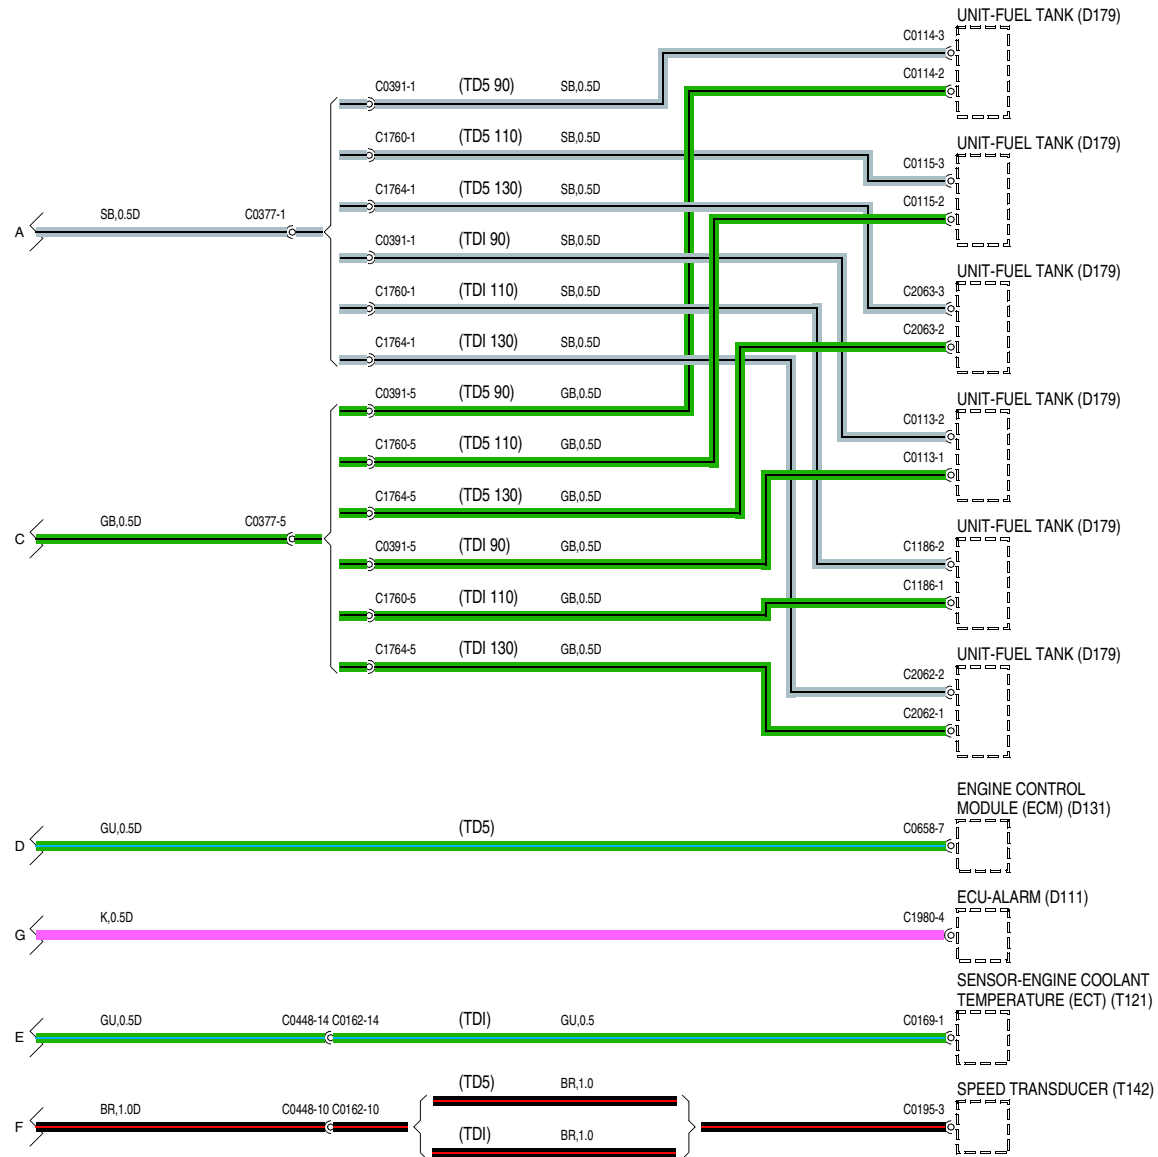 UNIT-FUEL TANK (D179)
C0114-3
C0391-1 (TD5 90) SB,0.5D
C0114-2
C1760-1 (TD5 110) SB,0.5D
UNIT-FUEL TANK (D179)
C0115-3
C1764-1 (TD5 130) SB,0.5D
C0115-2
A SB,0.5D C0377-1
C0391-1 (TDI 90) SB,0.5D
UNIT-FUEL TANK (D179)
C1760-1 (TDI 110) SB,0.5D
C2063-3
C2063-2
C1764-1 (TDI 130) SB,0.5D
C0391-5 (TD5 90) GB,0.5D
UNIT-FUEL TANK (D179)
C0113-2
C1760-5 (TD5 110) GB,0.5D
C0113-1
C1764-5 (TD5 130) GB,0.5D
C GB,0.5D C0377-5
UNIT-FUEL TANK (D179)
C0391-5 (TDI 90) GB,0.5D
C1186-2
C1186-1
C1760-5 (TDI 110) GB,0.5D
C1764-5 (TDI 130) GB,0.5D
UNIT-FUEL TANK (D179)
C2062-2
C2062-1
ENGINE CONTROL
MODULE (ECM) (D131)
D GU,0.5D (TD5) C0658-7
ECU-ALARM (D111)
G K,0.5D C1980-4
SENSOR-ENGINE COOLANT
TEMPERATURE (ECT) (T121)
E GU,0.5D C0448-14 C0162-14 (TDI) GU,0.5 C0169-1
(TD5) BR,1.0
SPEED TRANSDUCER (T142)
F BR,1.0D C0448-10 C0162-10 C0195-3
(TDI) BR,1.0